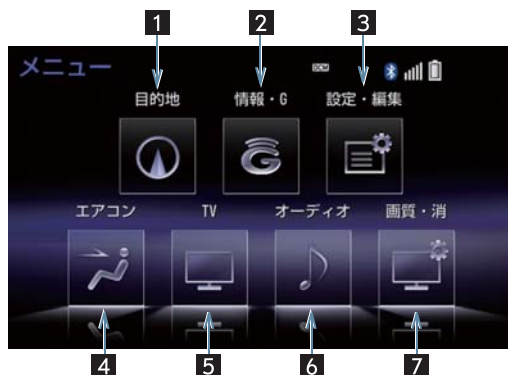 1 2 3
メニュー DCM
目的地 情報・G 設定・編集
G
エアコン TV オーディオ 画質・消
4 5 6 7